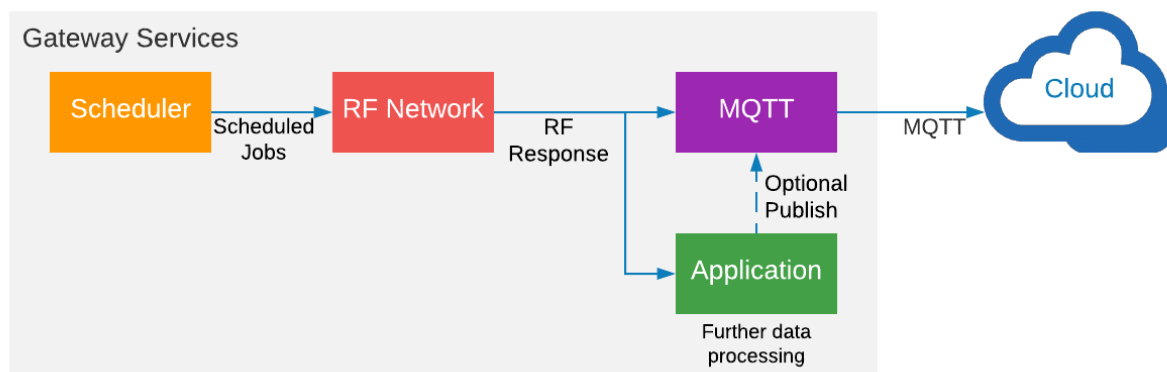 Gateway Services
Scheduler
RF Network
MQTT
Cloud
Scheduled
Jobs
RF
Response
MQTT
Optional
Publish
Application
Further data
processing